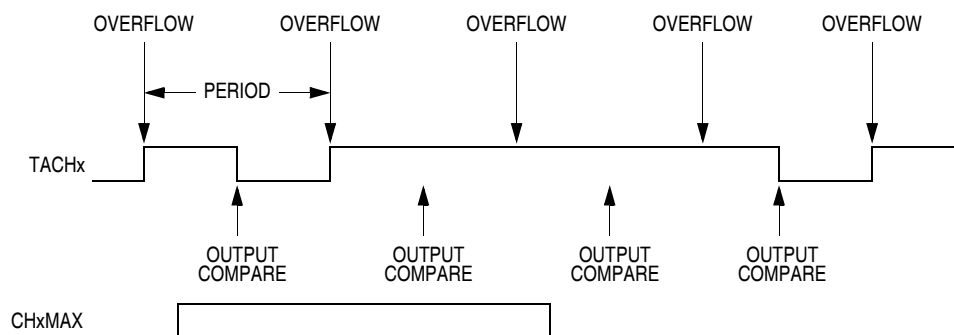 OVERFLOW OVERFLOW OVERFLOW OVERFLOW OVERFLOW
PERIOD
TACHx
OUTPUT OUTPUT OUTPUT OUTPUT
COMPARE COMPARE COMPARE COMPARE
CHxMAX